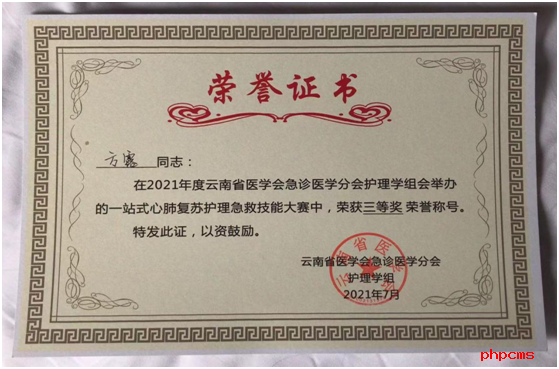 荣誉证书
方露 同志：
在2021年度云南省医学会急诊医学分会护理学组会举办
的一站式心肺复苏护理急救技能大赛中，荣获三等奖 荣誉称号。
特发此证，以资鼓励。
云南省医学会急诊医学分会
护理学组
2021年7月
phpcms